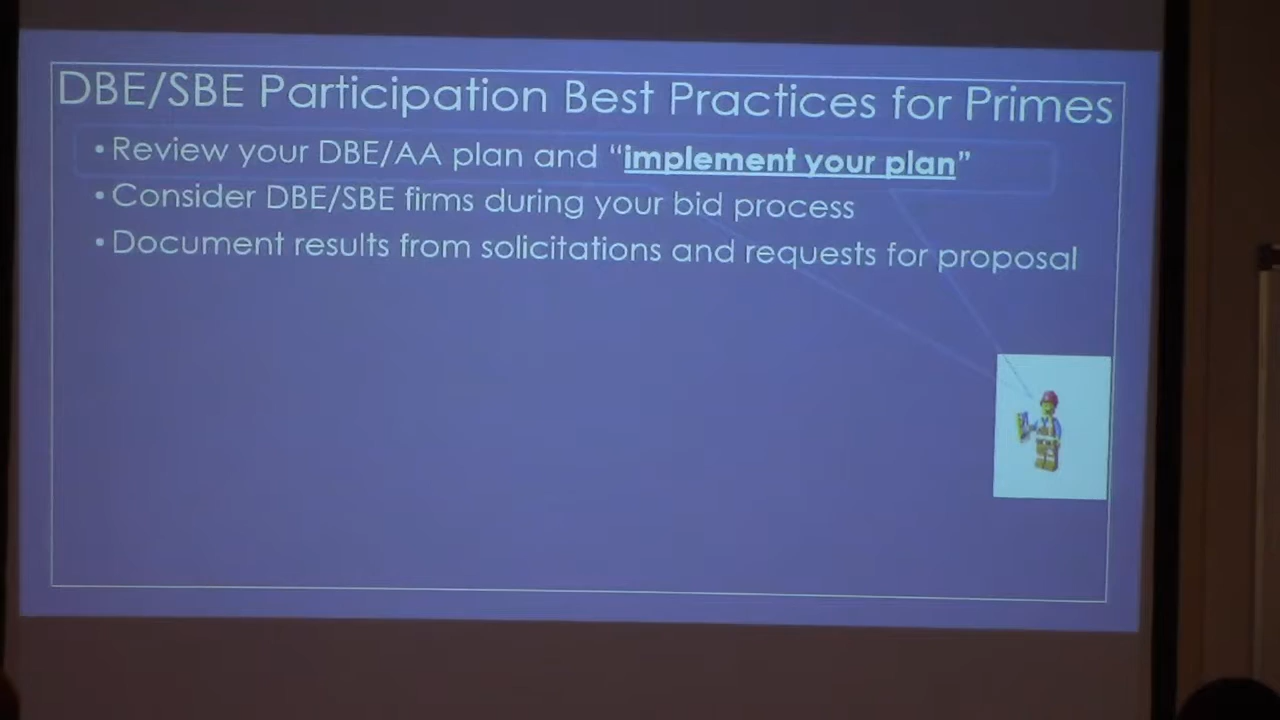 DBE/SBE Participation Best Practices for Primes
• Review your DBE/AA plan and “implement your plan”
• Consider DBE/SBE firms during your bid process
• Document results from solicitations and requests for proposal